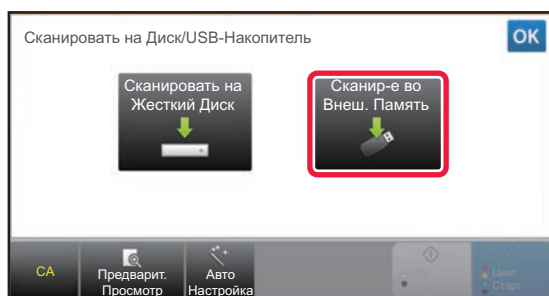 Сканировать на Диск/USB-Накопитель
OK
Сканировать на
Жесткий Диск
Сканир-е во
Внеш. Память
CA
Предварит.
Просмотр
Авто
Настройка
Ч/Б
Старт
Цвет
Старт